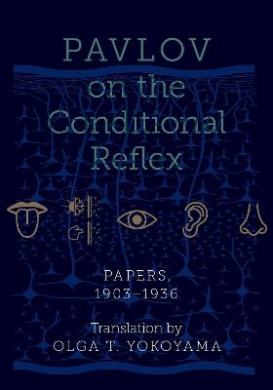 PAVLOV
on the
Conditional
Reflex
PAPERS,
1903–1936
Translation by
OLGA T. YOKOYAMA